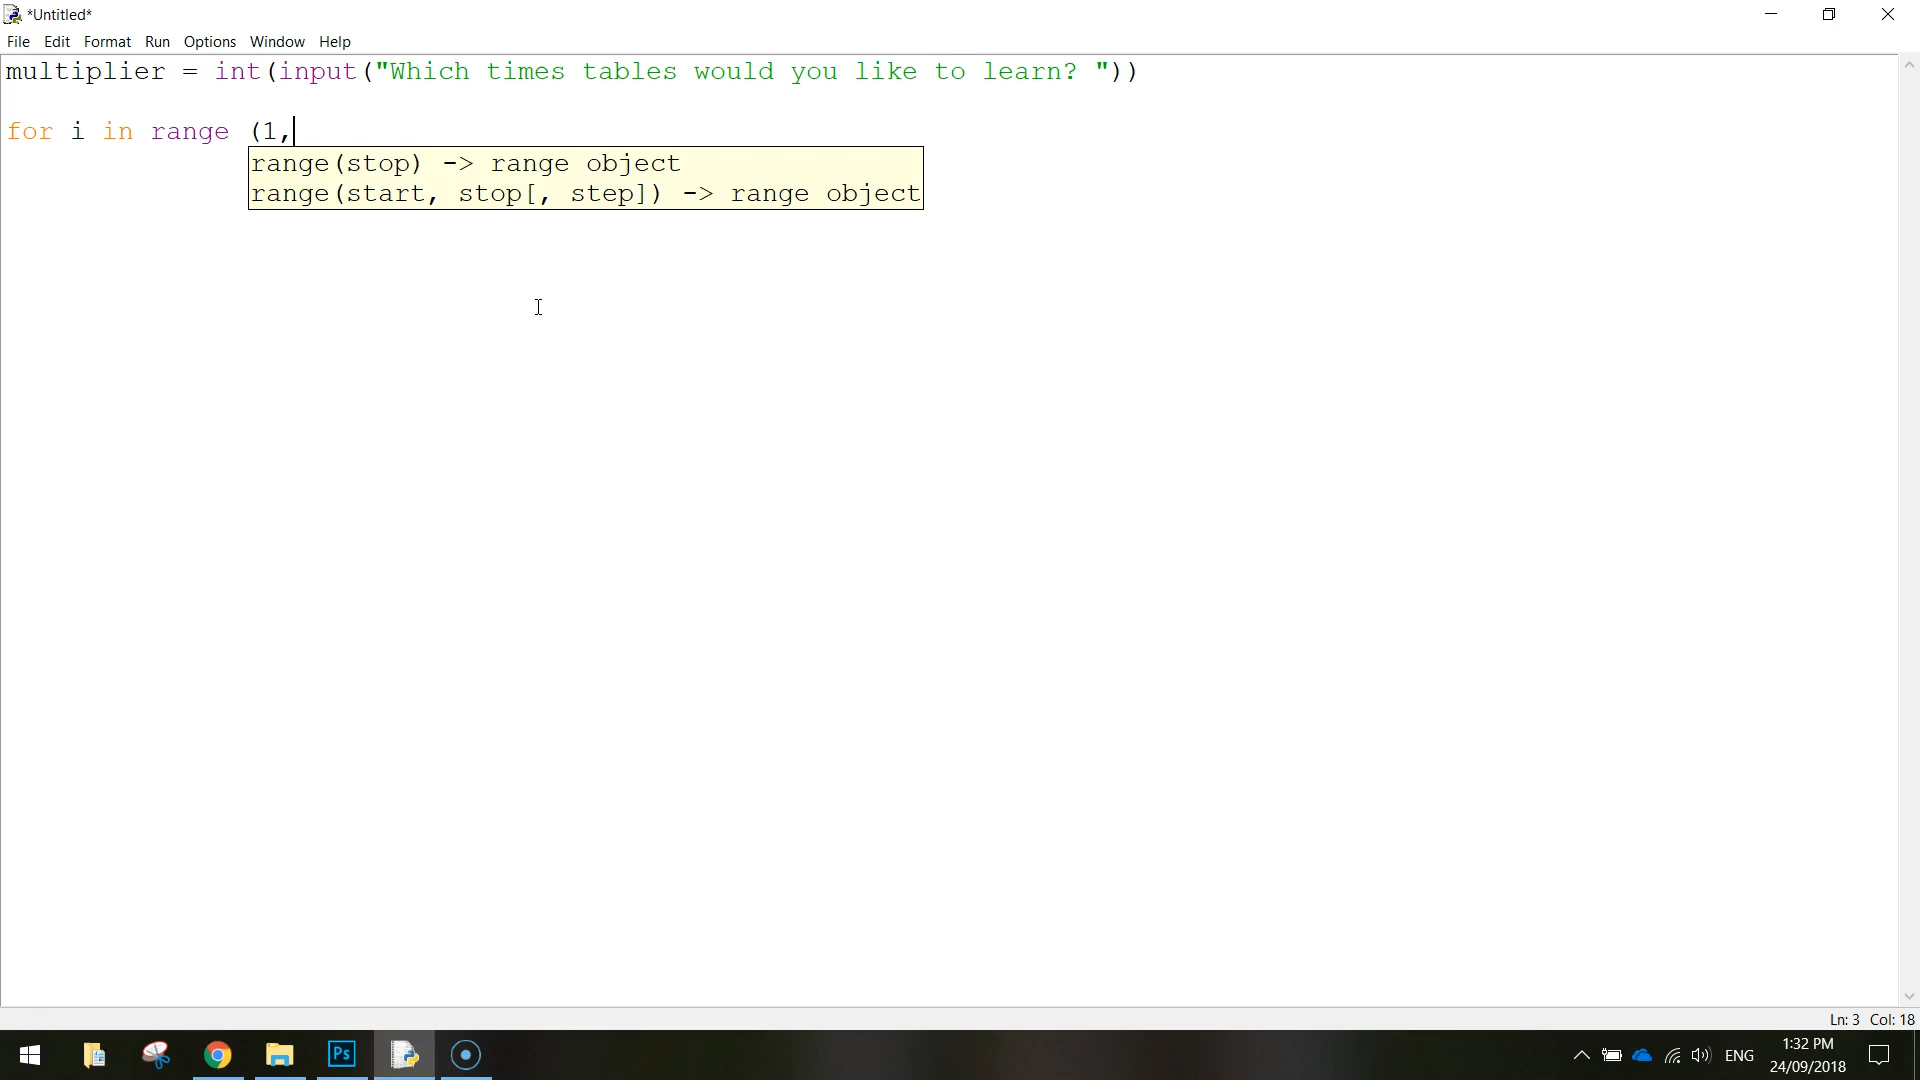 *Untitled*
File Edit Format Run Options Window Help
multiplier = int(input("Which times tables would you like to learn? "))
for i in range (1,
range(stop) -> range object
range(start, stop[, step]) -> range object
Ln: 3 Col: 18
Ps
ENG
1:32 PM
24/09/2018